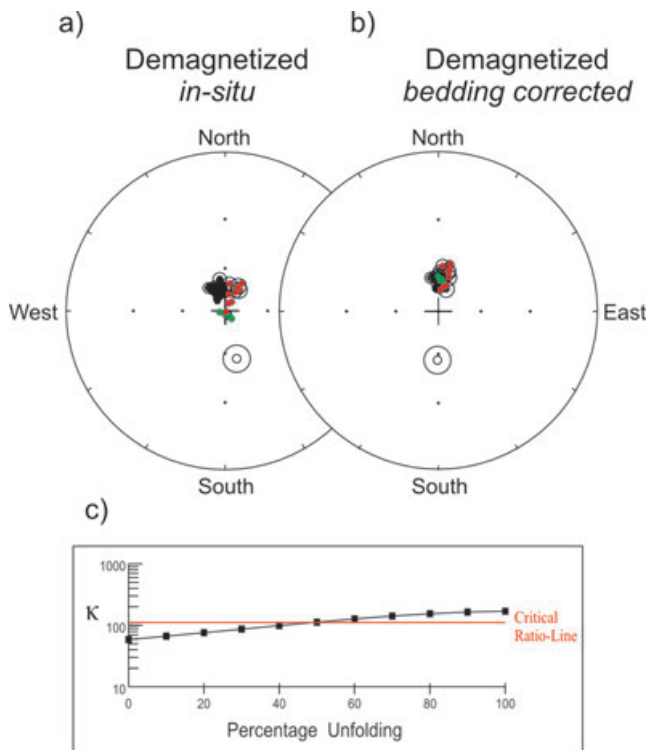 a)
b)
Demagnetized
in-situ
Demagnetized
bedding corrected
North
North
West
East
South
South
c)
1000
100
10
κ
Critical
Ratio-Line
0
20
40
60
80
100
Percentage Unfolding